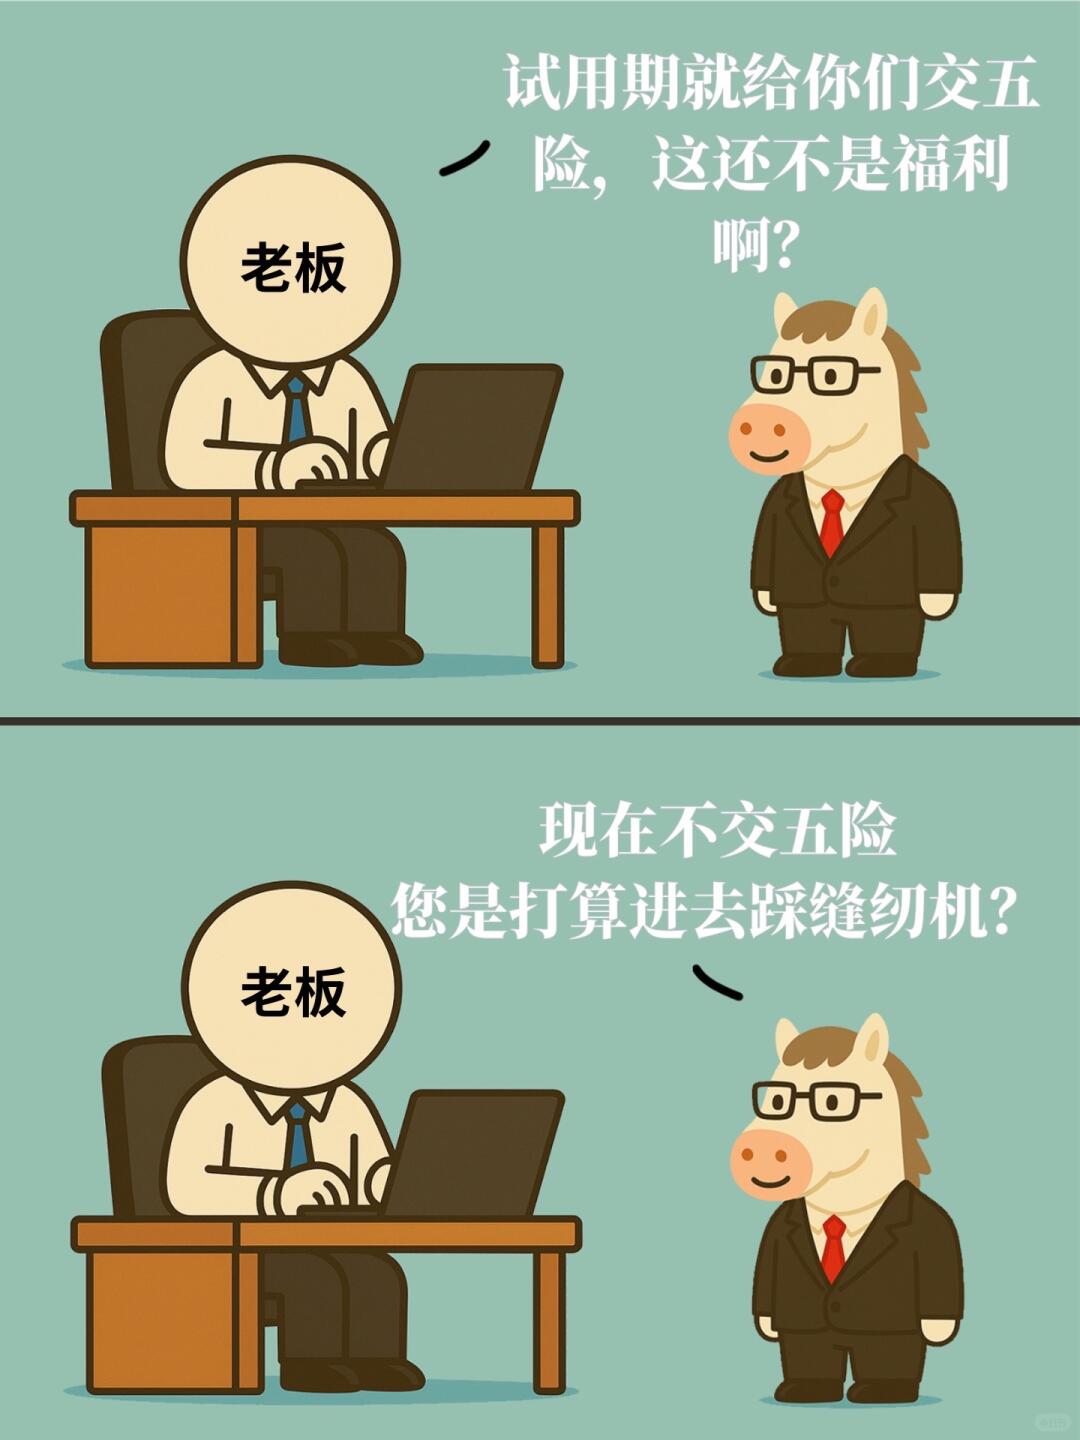 试用期就给你们交五
险，这还不是福利
啊？
老板
现在不交五险
您是打算进去踩缝纫机？
老板